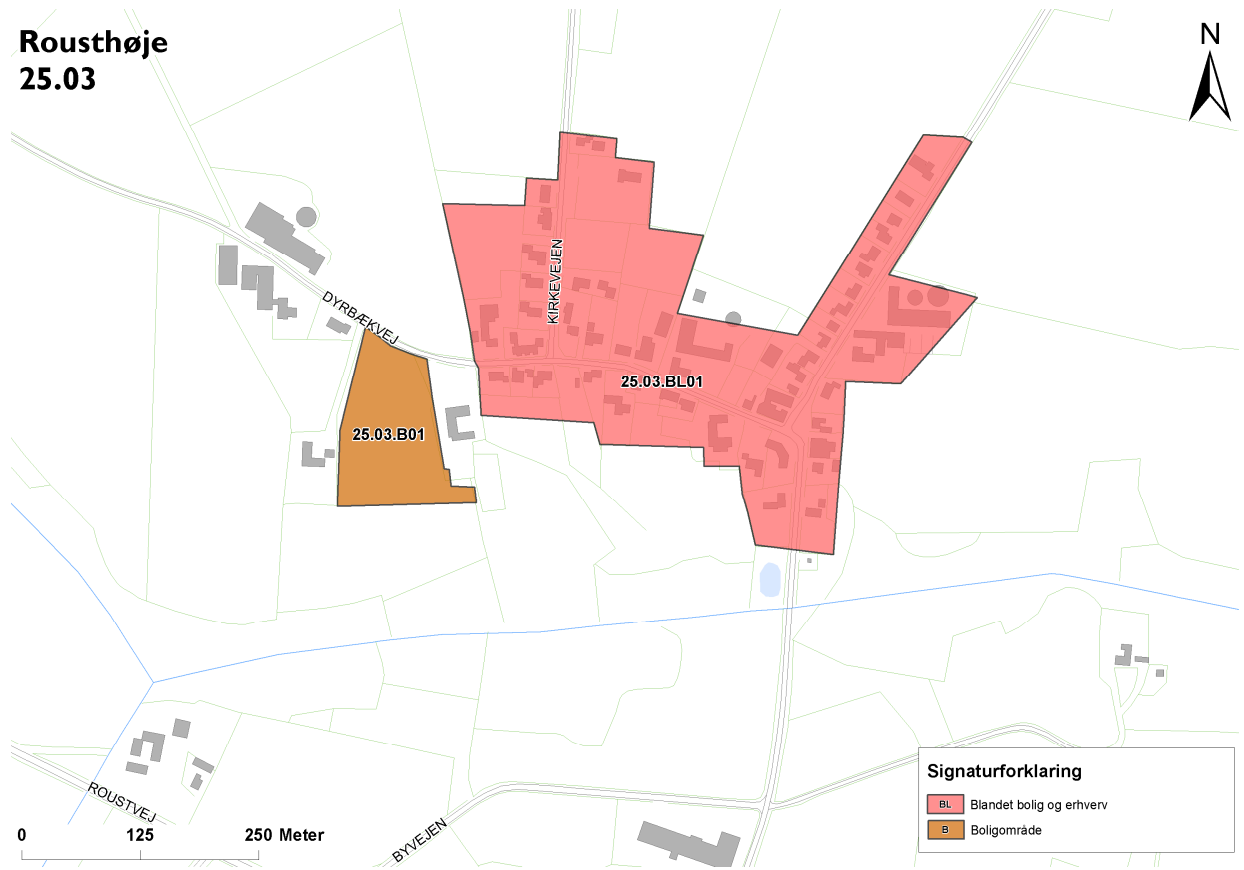 Rousthøje
25.03
N
KIRKEVEJEN
DYRBÆKVEJ
25.03.BL01
25.03.B01
ROUSTVEJ
BYVEJEN
0 125 250 Meter
Signaturforklaring
BL Blandet bolig og erhverv
B Boligområde